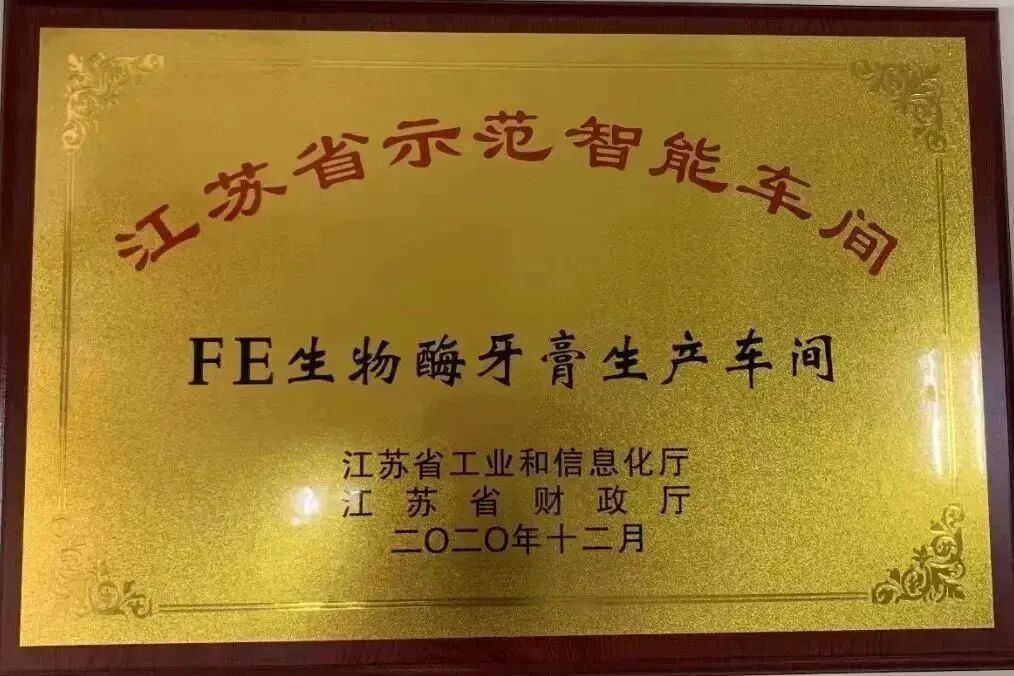 江苏省示范智能车间
FE生物酶牙膏生产车间
江苏省工业和信息化厅
江苏省财政厅
二〇二〇年十二月